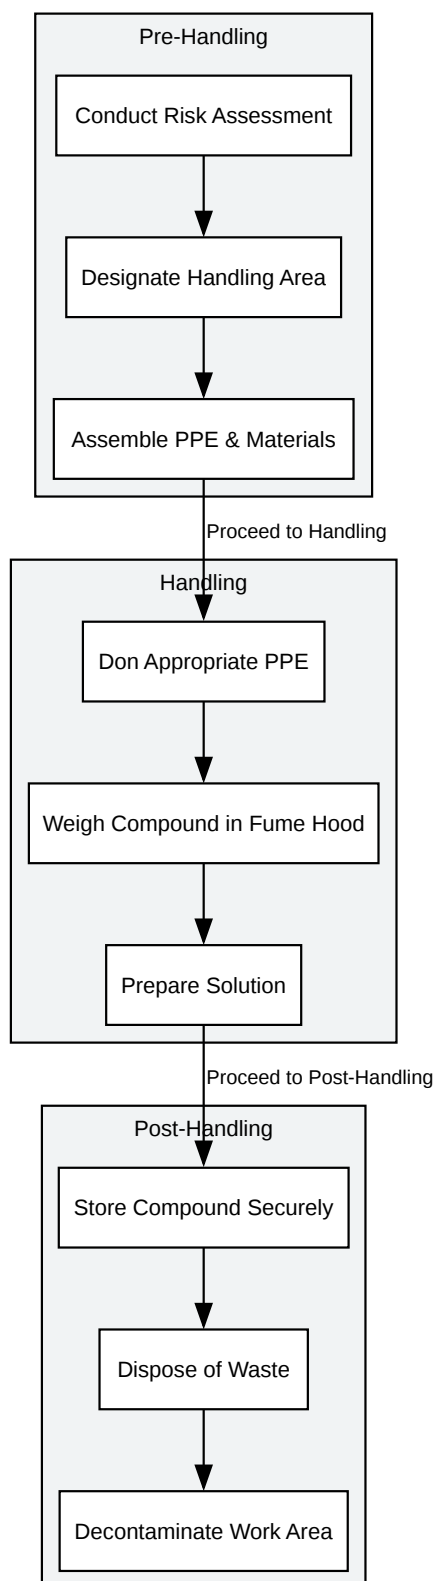 Pre-Handling
Conduct Risk Assessment
Designate Handling Area
Assemble PPE & Materials
Proceed to Handling
Handling
Don Appropriate PPE
Weigh Compound in Fume Hood
Prepare Solution
Proceed to Post-Handling
Post-Handling
Store Compound Securely
Dispose of Waste
Decontaminate Work Area